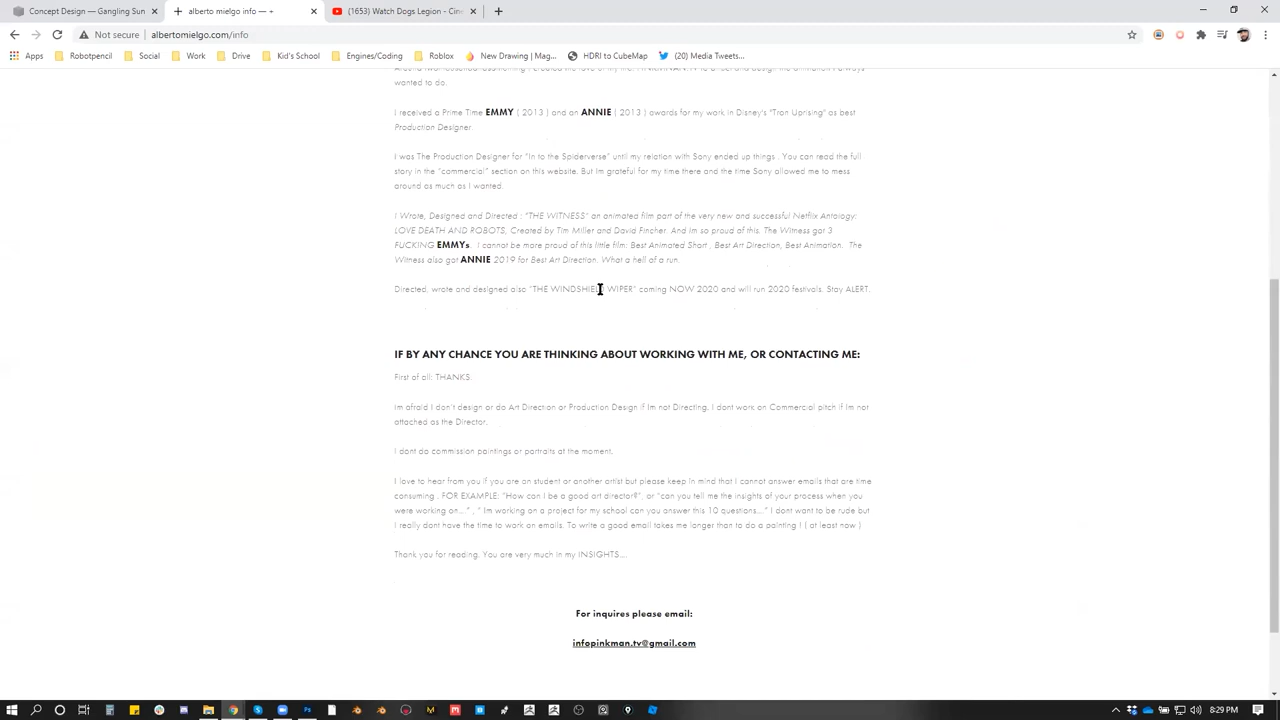 Concept Design — Gangling Sun
alberto mielgo info — +
(1653) Watch Dogs Legion - Cin
Not secure | albertomielgo.com/info
Apps Robotpencil Social Work Drive Kid's School Engines/Coding Roblox New Drawing | Mag... HDRI to CubeMap (20) Media Tweets...
wanted to do.
I received a Prime Time EMMY ( 2013 ) and an ANNIE ( 2013 ) awards for my work in Disney's "Tron Uprising" as best
Production Designer.
I was The Production Designer for "In to the Spiderverse" until my relation with Sony ended up things . You can read the full
story in the "commercial" section on this website. But Im grateful for my time there and the time Sony allowed me to mess
around as much as I wanted.
I Wrote, Designed and Directed : "THE WITNESS" an animated film part of the very new and successful Netflix Antology:
LOVE DEATH AND ROBOTS, Created by Tim Miller and David Fincher. And Im so proud of this. The Witness got 3
FUCKING EMMYs. I cannot be more proud of this little film: Best Animated Short , Best Art Direction, Best Animation. The
Witness also got ANNIE 2019 for Best Art Direction. What a hell of a run.
Directed, wrote and designed also "THE WINDSHIELD WIPER" coming NOW 2020 and will run 2020 festivals. Stay ALERT.
IF BY ANY CHANCE YOU ARE THINKING ABOUT WORKING WITH ME, OR CONTACTING ME:
First of all: THANKS.
Im afraid I don't design or do Art Direction or Production Design if Im not Directing. I dont work on Commercial pitch if Im not
attached as the Director.
I dont do commission paintings or portraits at the moment.
I love to hear from you if you are an student or another artist but please keep in mind that I cannot answer emails that are time
consuming . FOR EXAMPLE: "How can I be a good art director?", or "can you tell me the insights of your process when you
were working on...." , " Im working on a project for my school can you answer this 10 questions...." I dont want to be rude but
I really dont have the time to work on emails. To write a good email takes me longer than to do a painting ! ( at least now )
Thank you for reading. You are very much in my INSIGHTS....
For inquires please email:
infopinkman.tv@gmail.com
8:29 PM